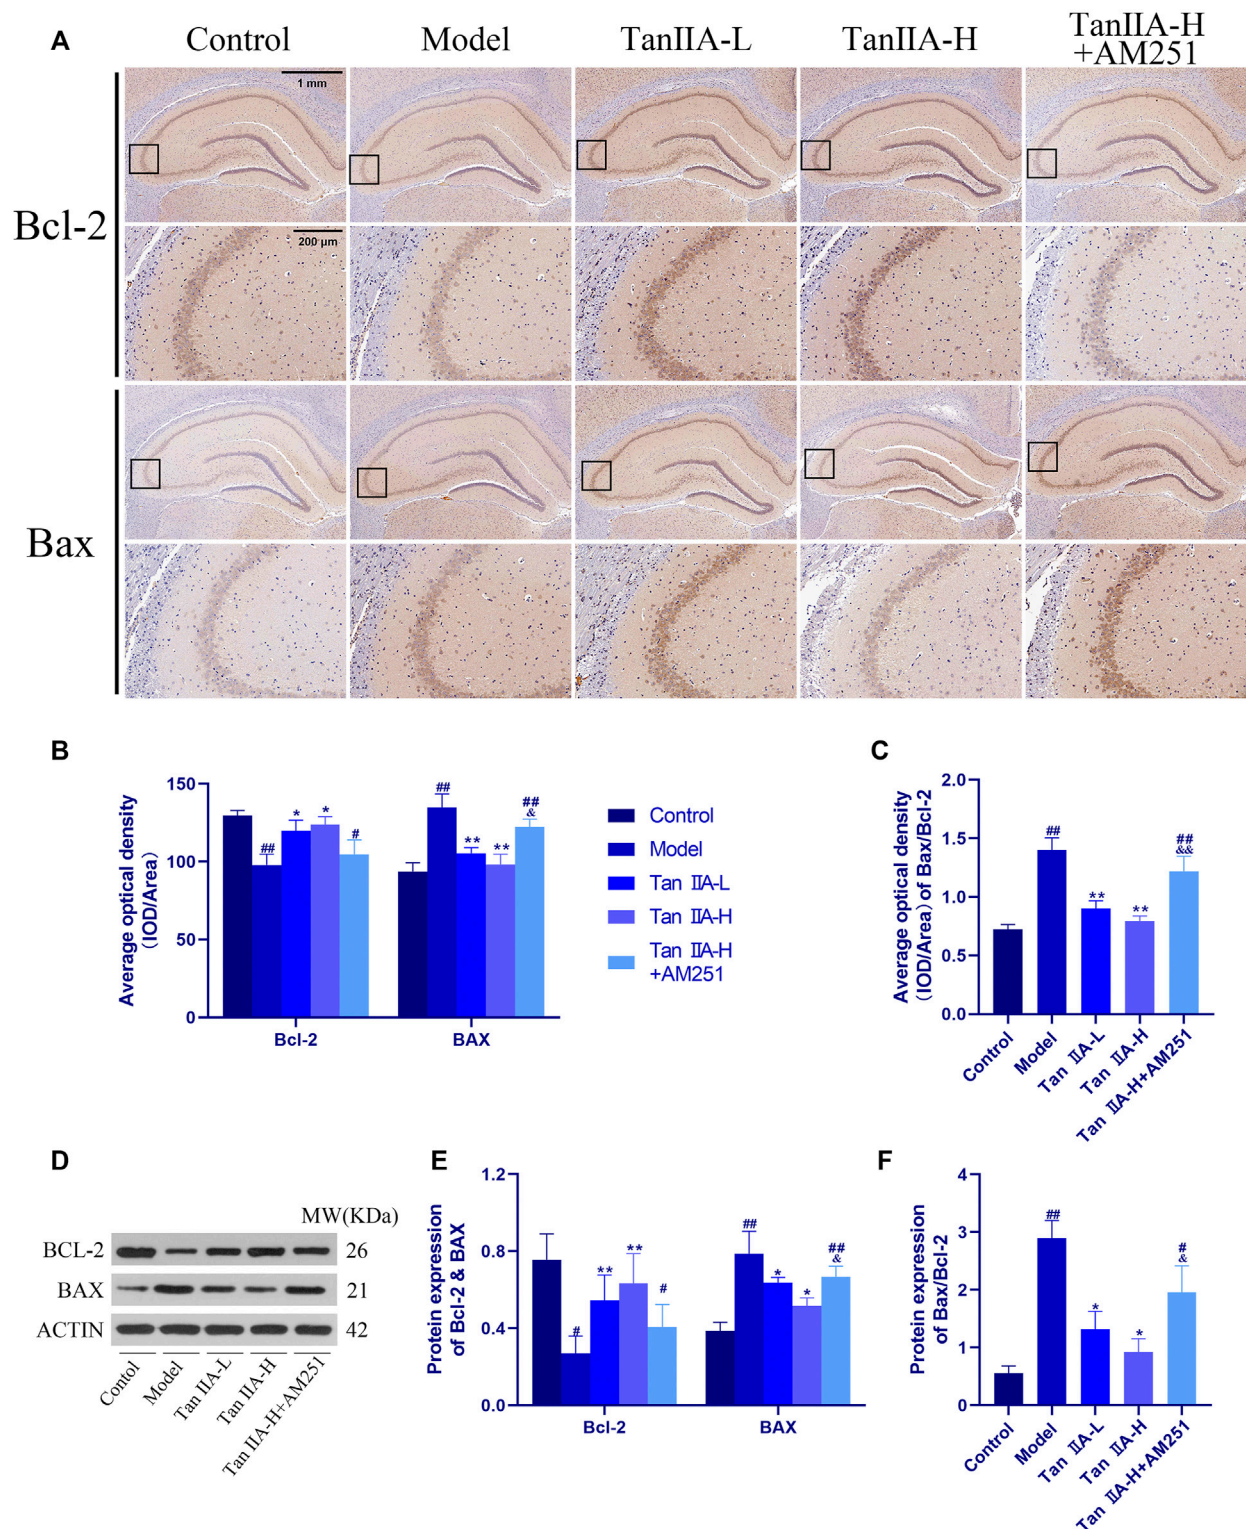 A
Control
Model
TanIIA-L
TanIIA-H
TanIIA-H
+AM251
1 mm
Bcl-2
200 μm
Bax
B
Average optical density
(IOD/Area)
150
100
50
0
##
*
*
#
##
**
**
##
&
Bcl-2
BAX
Control
Model
Tan ⅡA-L
Tan ⅡA-H
Tan ⅡA-H
+AM251
C
Average optical density
(IOD/Area) of Bax/Bcl-2
2.0
1.5
1.0
0.5
0.0
##
**
**
##
&&
Control
Model
Tan ⅡA-L
Tan ⅡA-H
Tan ⅡA-H+AM251
D
MW(KDa)
BCL-2
26
BAX
21
ACTIN
42
Contol
Model
Tan IIA-L
Tan IIA-H
Tan IIA-H+AM251
E
Protein expression
of Bcl-2 & BAX
1.2
0.8
0.4
0.0
#
**
**
#
##
*
*
##
&
Bcl-2
BAX
F
Protein expression
of Bax/Bcl-2
4
3
2
1
0
##
*
*
#
&
Control
Model
Tan ⅡA-L
Tan ⅡA-H
Tan ⅡA-H+AM251